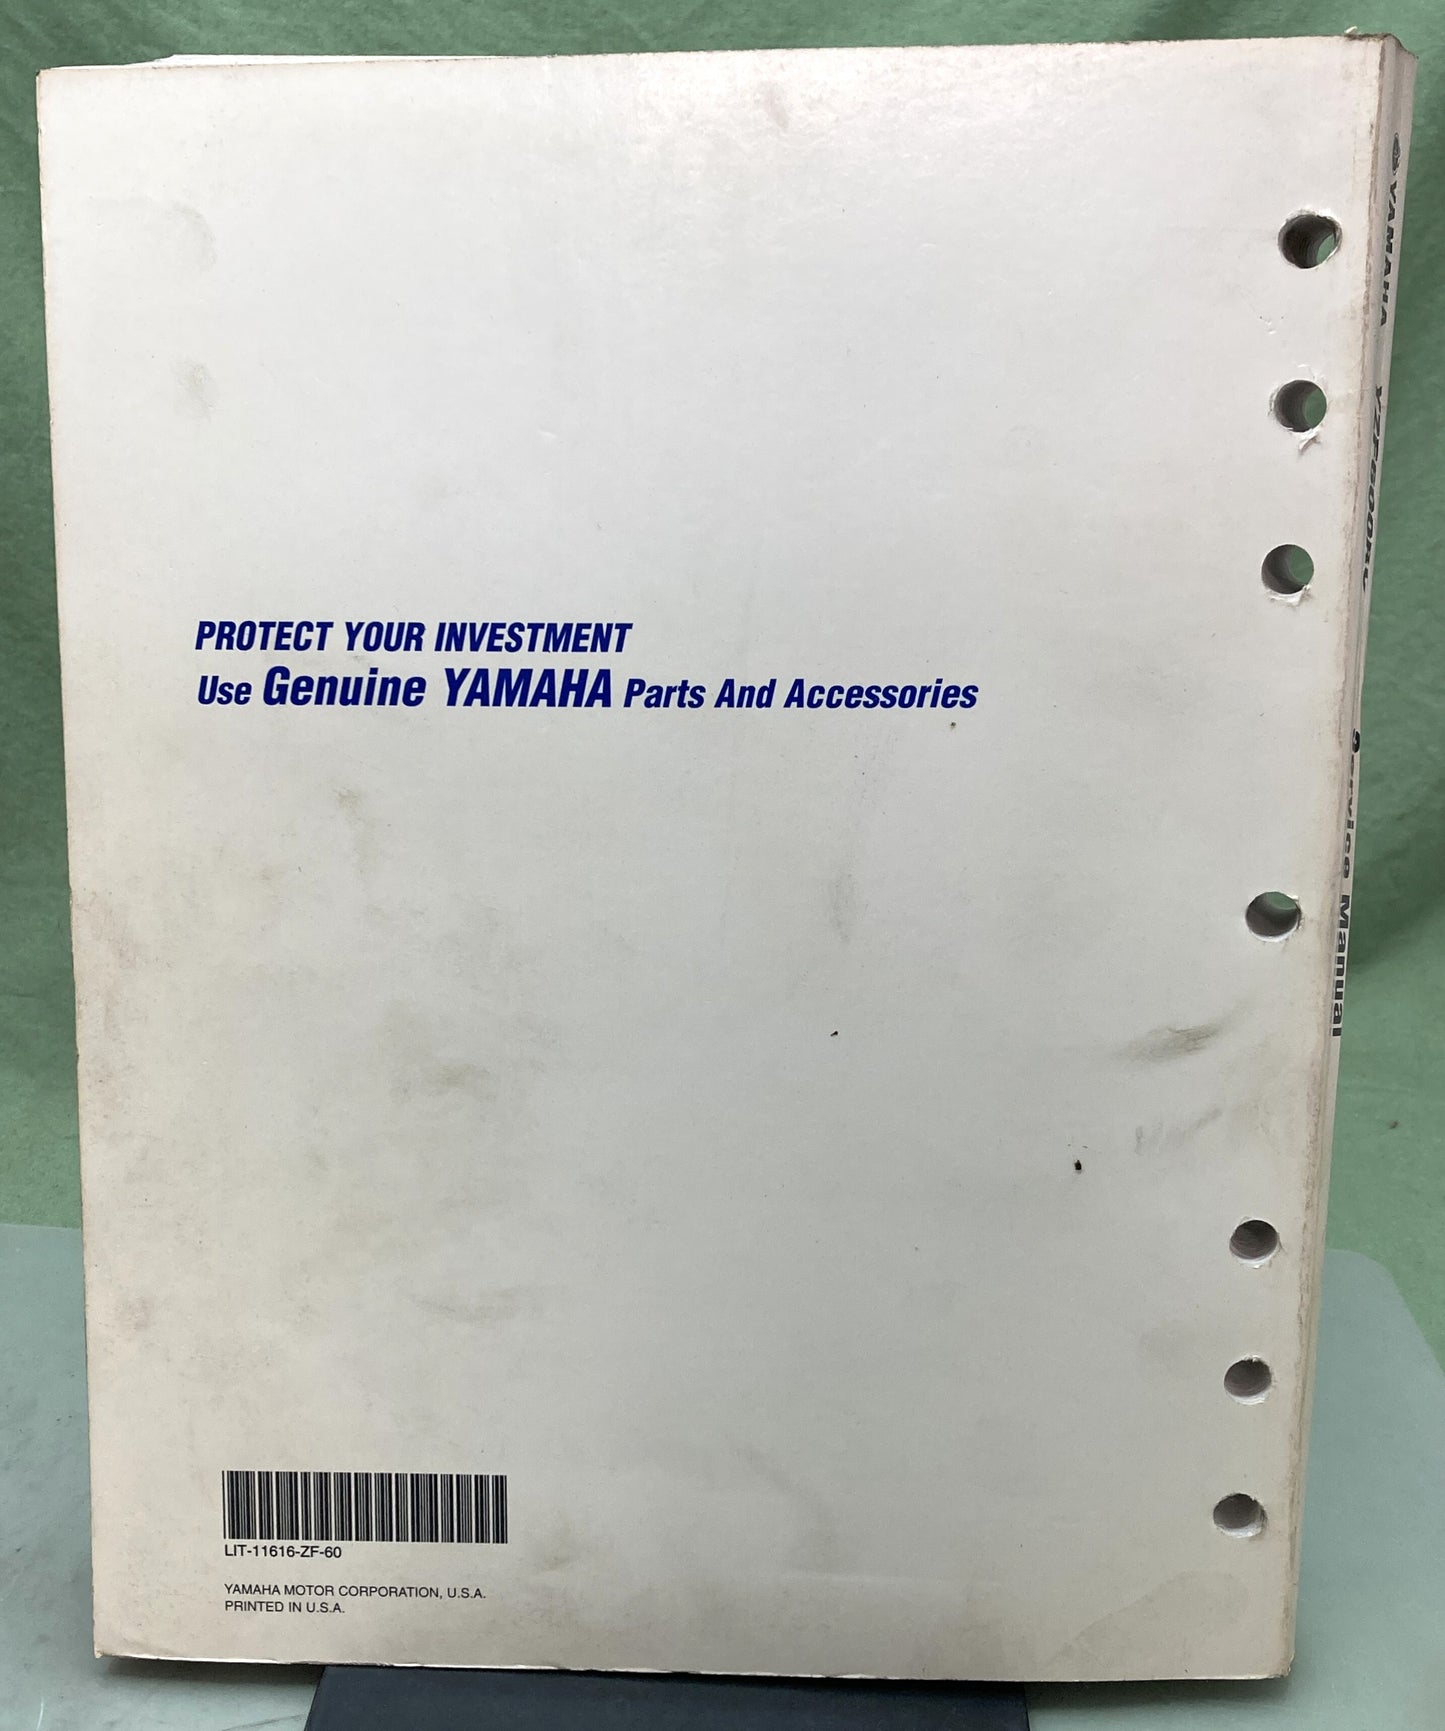 PROTECT YOUR INVESTMENT
Use Genuine YAMAHA Parts And Accessories
LIT-11616-ZF-60
YAMAHA MOTOR CORPORATION, U.S.A.
PRINTED IN U.S.A.
YAMAHA YZF600RC Service Manual